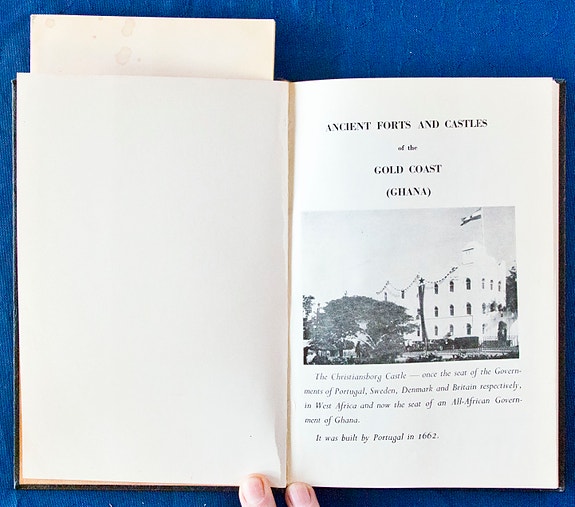 ANCIENT FORTS AND CASTLES
of the
GOLD COAST
(GHANA)
The Christiansborg Castle — once the seat of the Govern-
ments of Portugal, Sweden, Denmark and Britain respectively,
in West Africa and now the seat of an All-African Govern-
ment of Ghana.
It was built by Portugal in 1662.